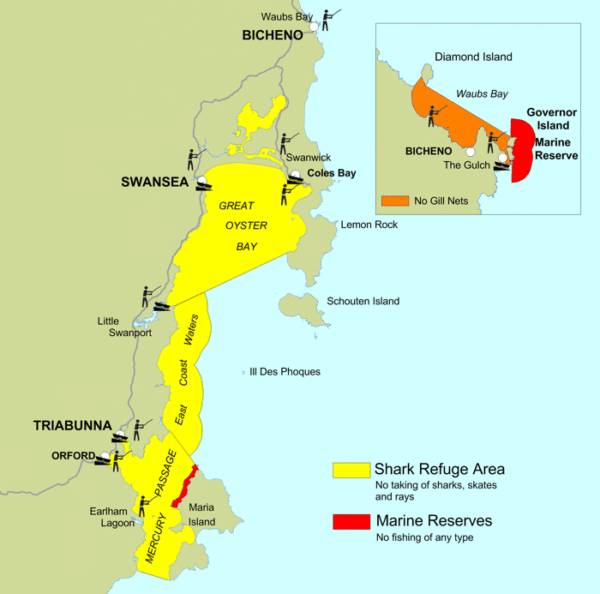 Waubs Bay
BICHENO
Swanwick
Coles Bay
SWANSEA
GREAT
OYSTER
BAY
Lemon Rock
Schouten Island
Little
Swanport
East Coast Waters
Ill Des Phoques
TRIABUNNA
ORFORD
MERCURY PASSAGE
Earlham
Lagoon
Maria
Island
Diamond Island
Waubs Bay
Governor
Island
Marine
Reserve
BICHENO
The Gulch
No Gill Nets
Shark Refuge Area
No taking of sharks, skates
and rays
Marine Reserves
No fishing of any type